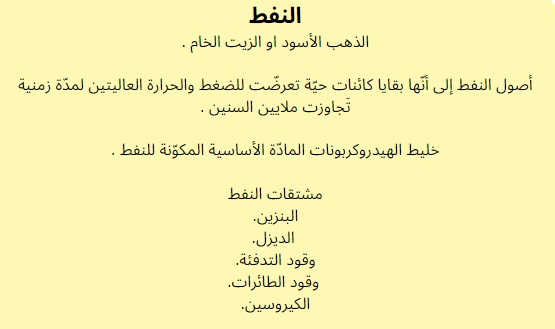 النفط
الذهب الأسود او الزيت الخام .
أصول النفط إلى أنّها بقايا كائنات حيّة تعرضّت للضغط والحرارة العاليتين لمدّة زمنية
تَجاوزت ملايين السنين .
خليط الهيدروكربونات المادّة الأساسية المكوّنة للنفط .
مشتقات النفط
البنزين.
الديزل.
وقود التدفئة.
وقود الطائرات.
الكيروسين.